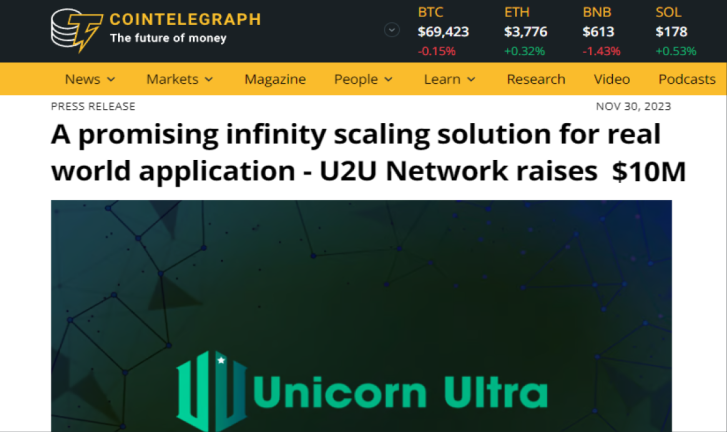 COINTELEGRAPH
The future of money
BTC ETH BNB SOL
$69,423 $3,776 $613 $178
-0.15% +0.32% -1.43% +0.53%
News Markets Magazine People Learn Research Video Podcasts
PRESS RELEASE NOV 30, 2023
A promising infinity scaling solution for real
world application - U2U Network raises $10M
Unicorn Ultra